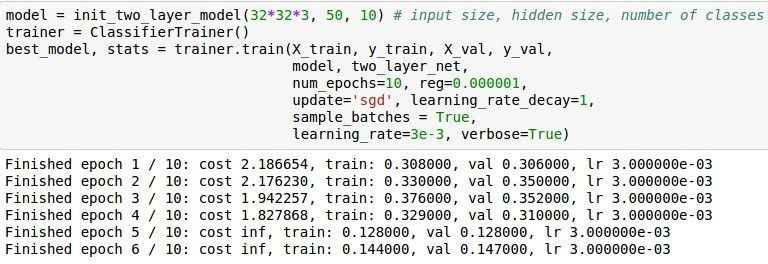 model = init_two_layer_model(32*32*3, 50, 10) # input size, hidden size, number of classes
trainer = ClassifierTrainer()
best_model, stats = trainer.train(X_train, y_train, X_val, y_val,
model, two_layer_net,
num_epochs=10, reg=0.000001,
update='sgd', learning_rate_decay=1,
sample_batches = True,
learning_rate=3e-3, verbose=True)
Finished epoch 1 / 10: cost 2.186654, train: 0.308000, val 0.306000, lr 3.000000e-03
Finished epoch 2 / 10: cost 2.176230, train: 0.330000, val 0.350000, lr 3.000000e-03
Finished epoch 3 / 10: cost 1.942257, train: 0.376000, val 0.352000, lr 3.000000e-03
Finished epoch 4 / 10: cost 1.827868, train: 0.329000, val 0.310000, lr 3.000000e-03
Finished epoch 5 / 10: cost inf, train: 0.128000, val 0.128000, lr 3.000000e-03
Finished epoch 6 / 10: cost inf, train: 0.144000, val 0.147000, lr 3.000000e-03